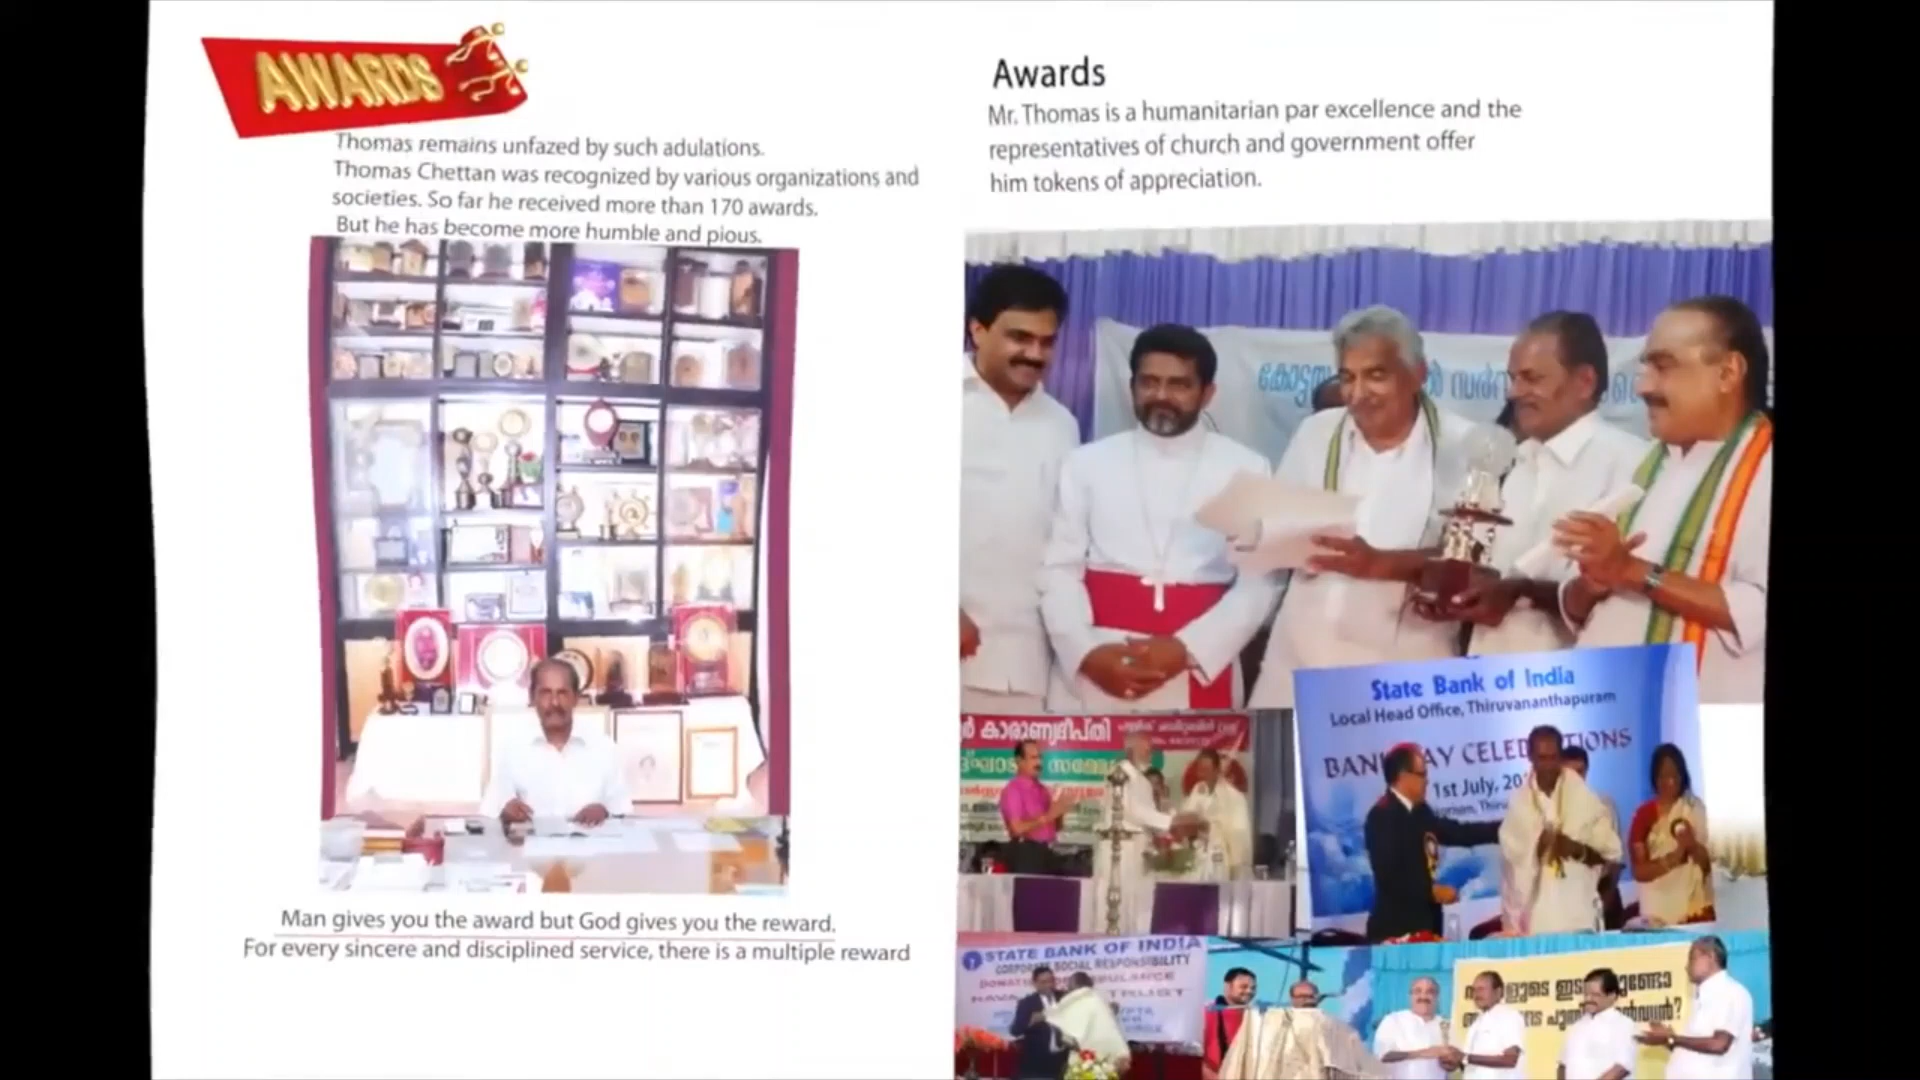 AWARDS
Thomas remains unfazed by such adulations.
Thomas Chettan was recognized by various organizations and
societies. So far he received more than 170 awards.
But he has become more humble and pious.
Man gives you the award but God gives you the reward.
For every sincere and disciplined service, there is a multiple reward
Awards
Mr. Thomas is a humanitarian par excellence and the
representatives of church and government offer
him tokens of appreciation.
State Bank of India
Local Head Office, Thiruvananthapuram
1st July,
കാരുണ്യദീപ്തി
STATE BANK OF INDIA
CORPORATE SOCIAL RESPONSIBILITY
TRUST